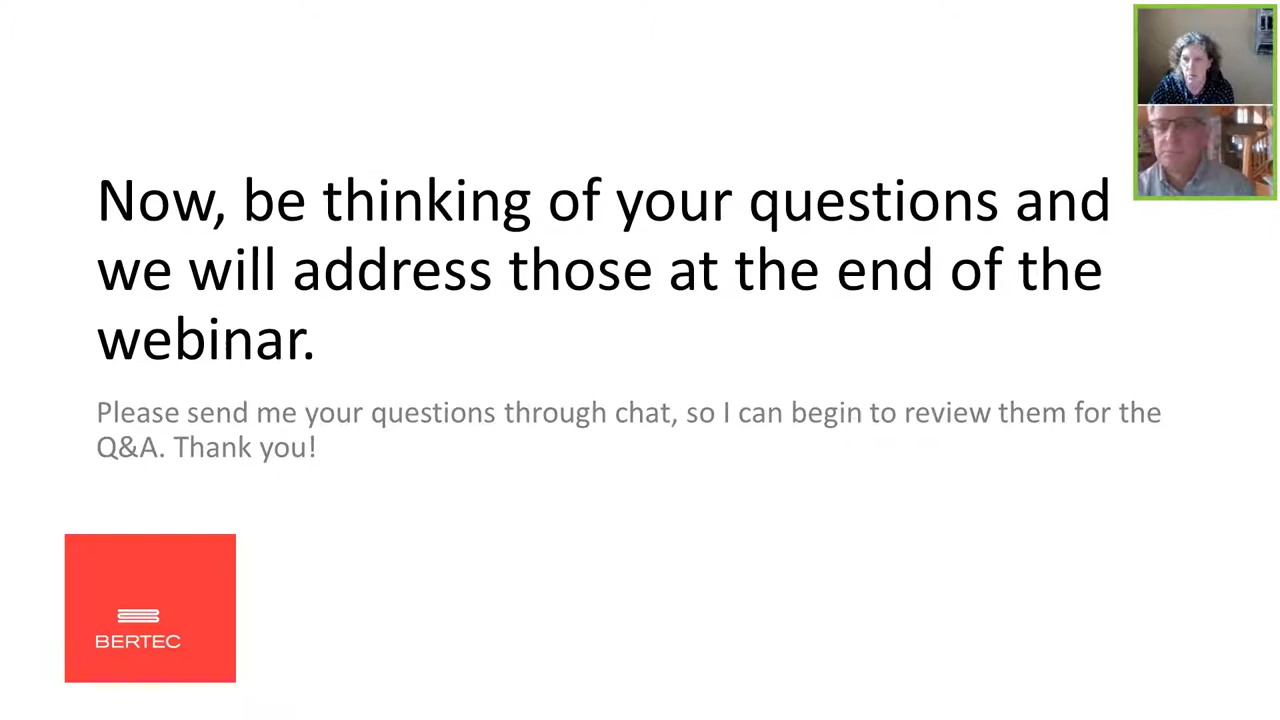 Now, be thinking of your questions and
we will address those at the end of the
webinar.
Please send me your questions through chat, so I can begin to review them for the
Q&A. Thank you!
BERTEC